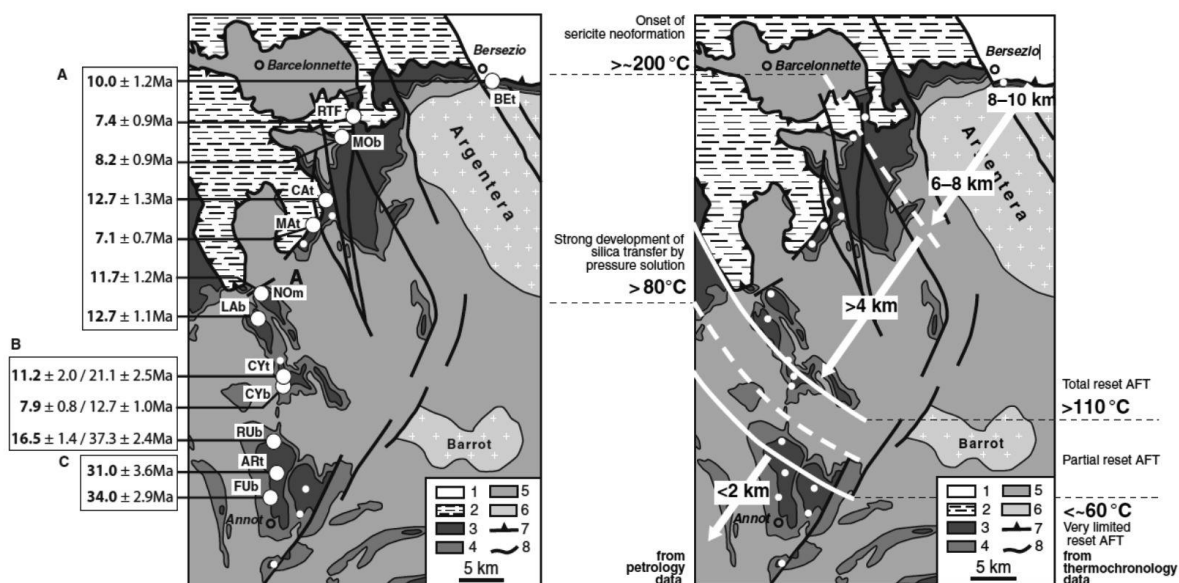 A
10.0 ± 1.2Ma
7.4 ± 0.9Ma
8.2 ± 0.9Ma
12.7 ± 1.3Ma
7.1 ± 0.7Ma
11.7 ± 1.2Ma
12.7 ± 1.1Ma
B
11.2 ± 2.0 / 21.1 ± 2.5Ma
7.9 ± 0.8 / 12.7 ± 1.0Ma
16.5 ± 1.4 / 37.3 ± 2.4Ma
C
31.0 ± 3.6Ma
34.0 ± 2.9Ma
Bersezio
Barcelonnette
BEt
RTF
MOb
Argentera
CAt
MAt
A
NOm
LAb
CYt
CYb
RUb
Barrot
ARt
FUb
Annot
1 5
2 6
3 7
4 8
5 km
Onset of
sericite neoformation
>~200 °C
Strong development of
silica transfer by
pressure solution
>80°C
from
petrology
data
Bersezio
Barcelonnette
8–10 km
Argentera
6–8 km
>4 km
Barrot
<2 km
Annot
1 5
2 6
3 7
4 8
5 km
Total reset AFT
>110 °C
Partial reset AFT
<~60 °C
Very limited
reset AFT
from
thermochronology
data